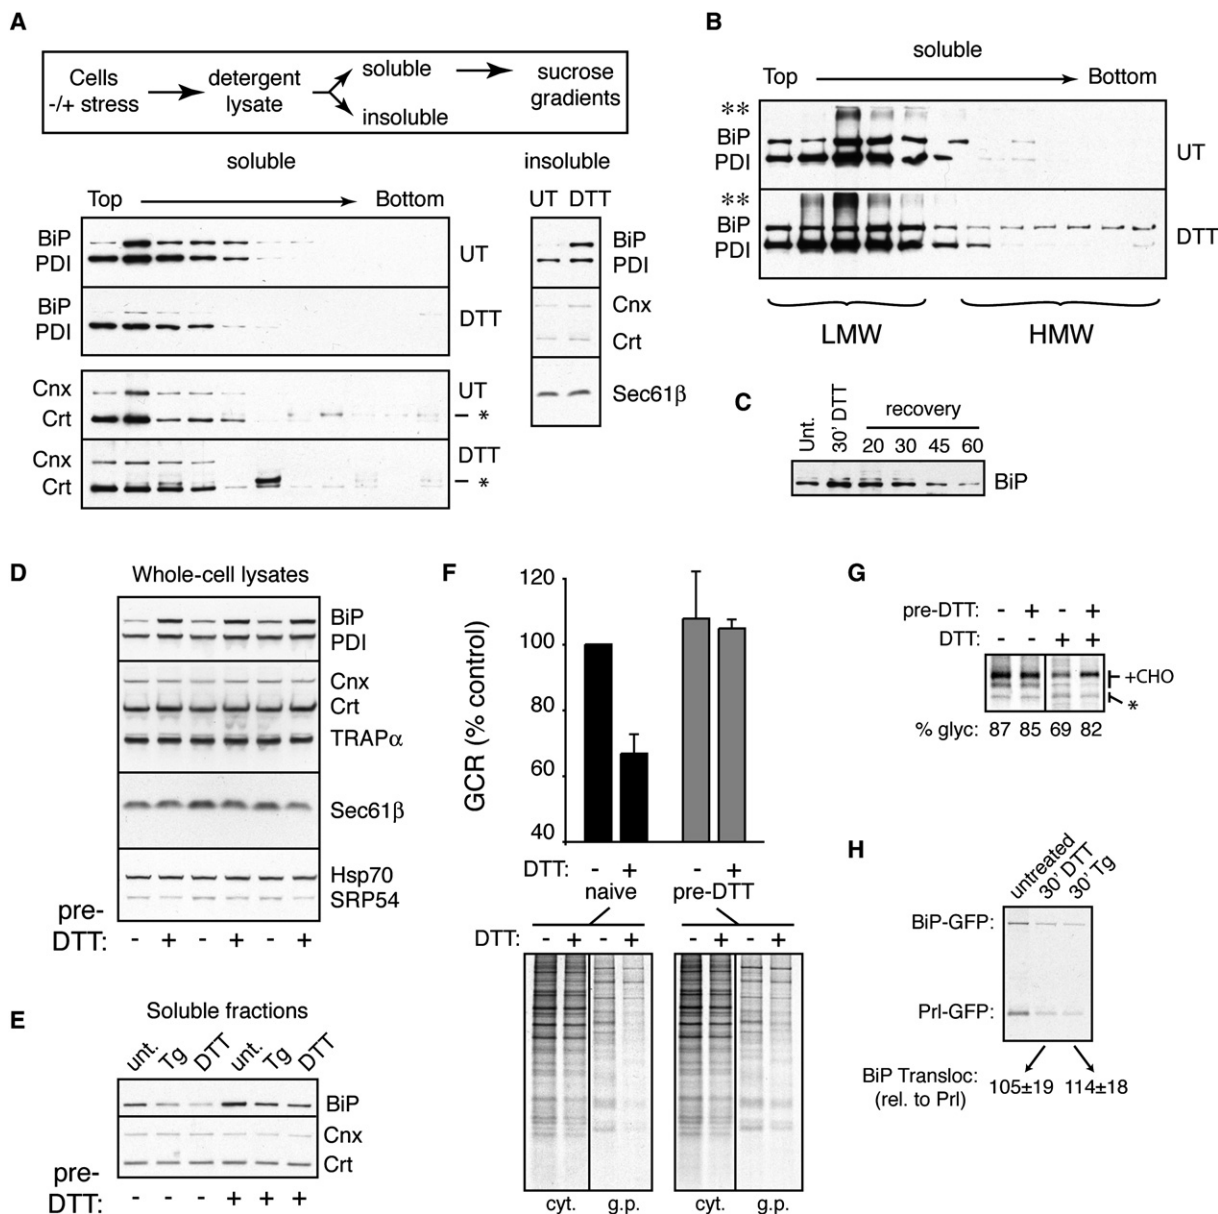 A
Cells
-/+ stress
detergent
lysate
soluble
insoluble
sucrose
gradients
soluble
Top
Bottom
BiP
PDI
UT
BiP
PDI
DTT
Cnx
Crt
UT
*
Cnx
Crt
DTT
*
insoluble
UT DTT
BiP
PDI
Cnx
Crt
Sec61β
B
soluble
Top
Bottom
**
BiP
PDI
UT
**
BiP
PDI
DTT
LMW
HMW
C
Unt.
30' DTT
recovery
20 30 45 60
BiP
D
Whole-cell lysates
BiP
PDI
Cnx
Crt
TRAPα
Sec61β
Hsp70
SRP54
pre-
DTT: - + - + - +
E
Soluble fractions
unt. Tg DTT unt. Tg DTT
BiP
Cnx
Crt
pre-
DTT: - - - + + +
F
GCR (% control)
120
100
80
60
40
DTT: - + - +
naive pre-DTT
DTT: - + - + - + - +
cyt. g.p. cyt. g.p.
G
pre-DTT: - + - +
DTT: - - + +
+CHO
*
% glyc: 87 85 69 82
H
untreated
30' DTT
30' Tg
BiP-GFP:
Prl-GFP:
BiP Transloc:
(rel. to Prl)
105±19 114±18